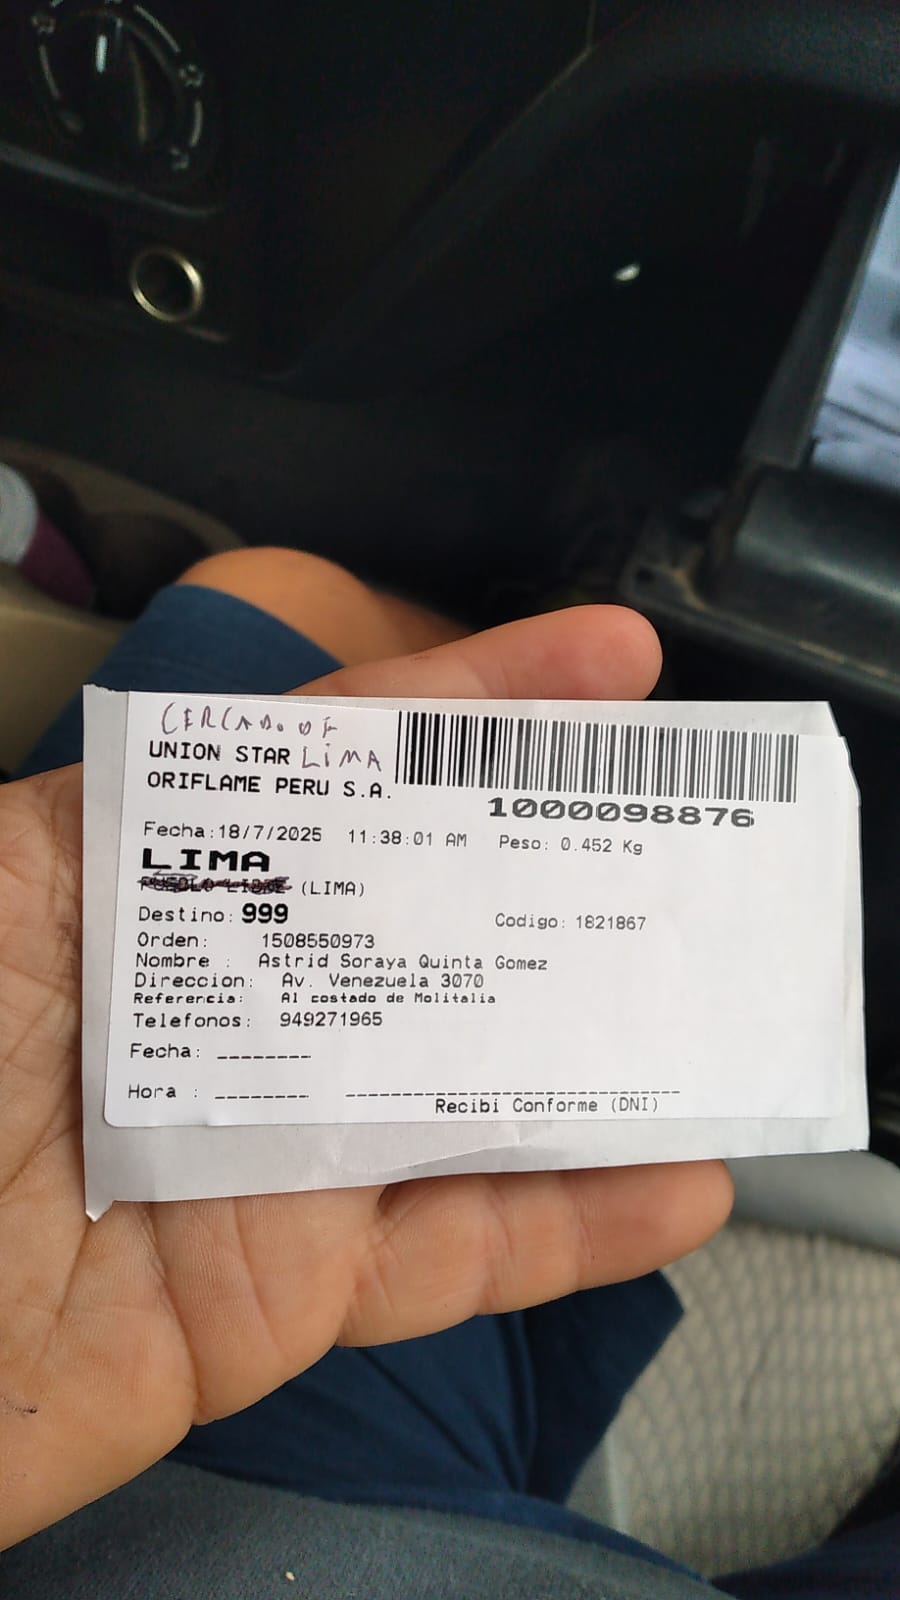 CERCADO DE
LIMA
UNION STAR
ORIFLAME PERU S.A.
1000098876
Fecha:18/7/2025 11:38:01 AM Peso: 0.452 Kg
LIMA
PUEBLO LIBRE (LIMA)
Destino: 999 Codigo: 1821867
Orden: 1508550973
Nombre : Astrid Soraya Quinta Gomez
Direccion: Av. Venezuela 3070
Referencia: Al costado de Molitalia
Telefonos: 949271965
Fecha: ________
Hora : ________
Recibi Conforme (DNI)